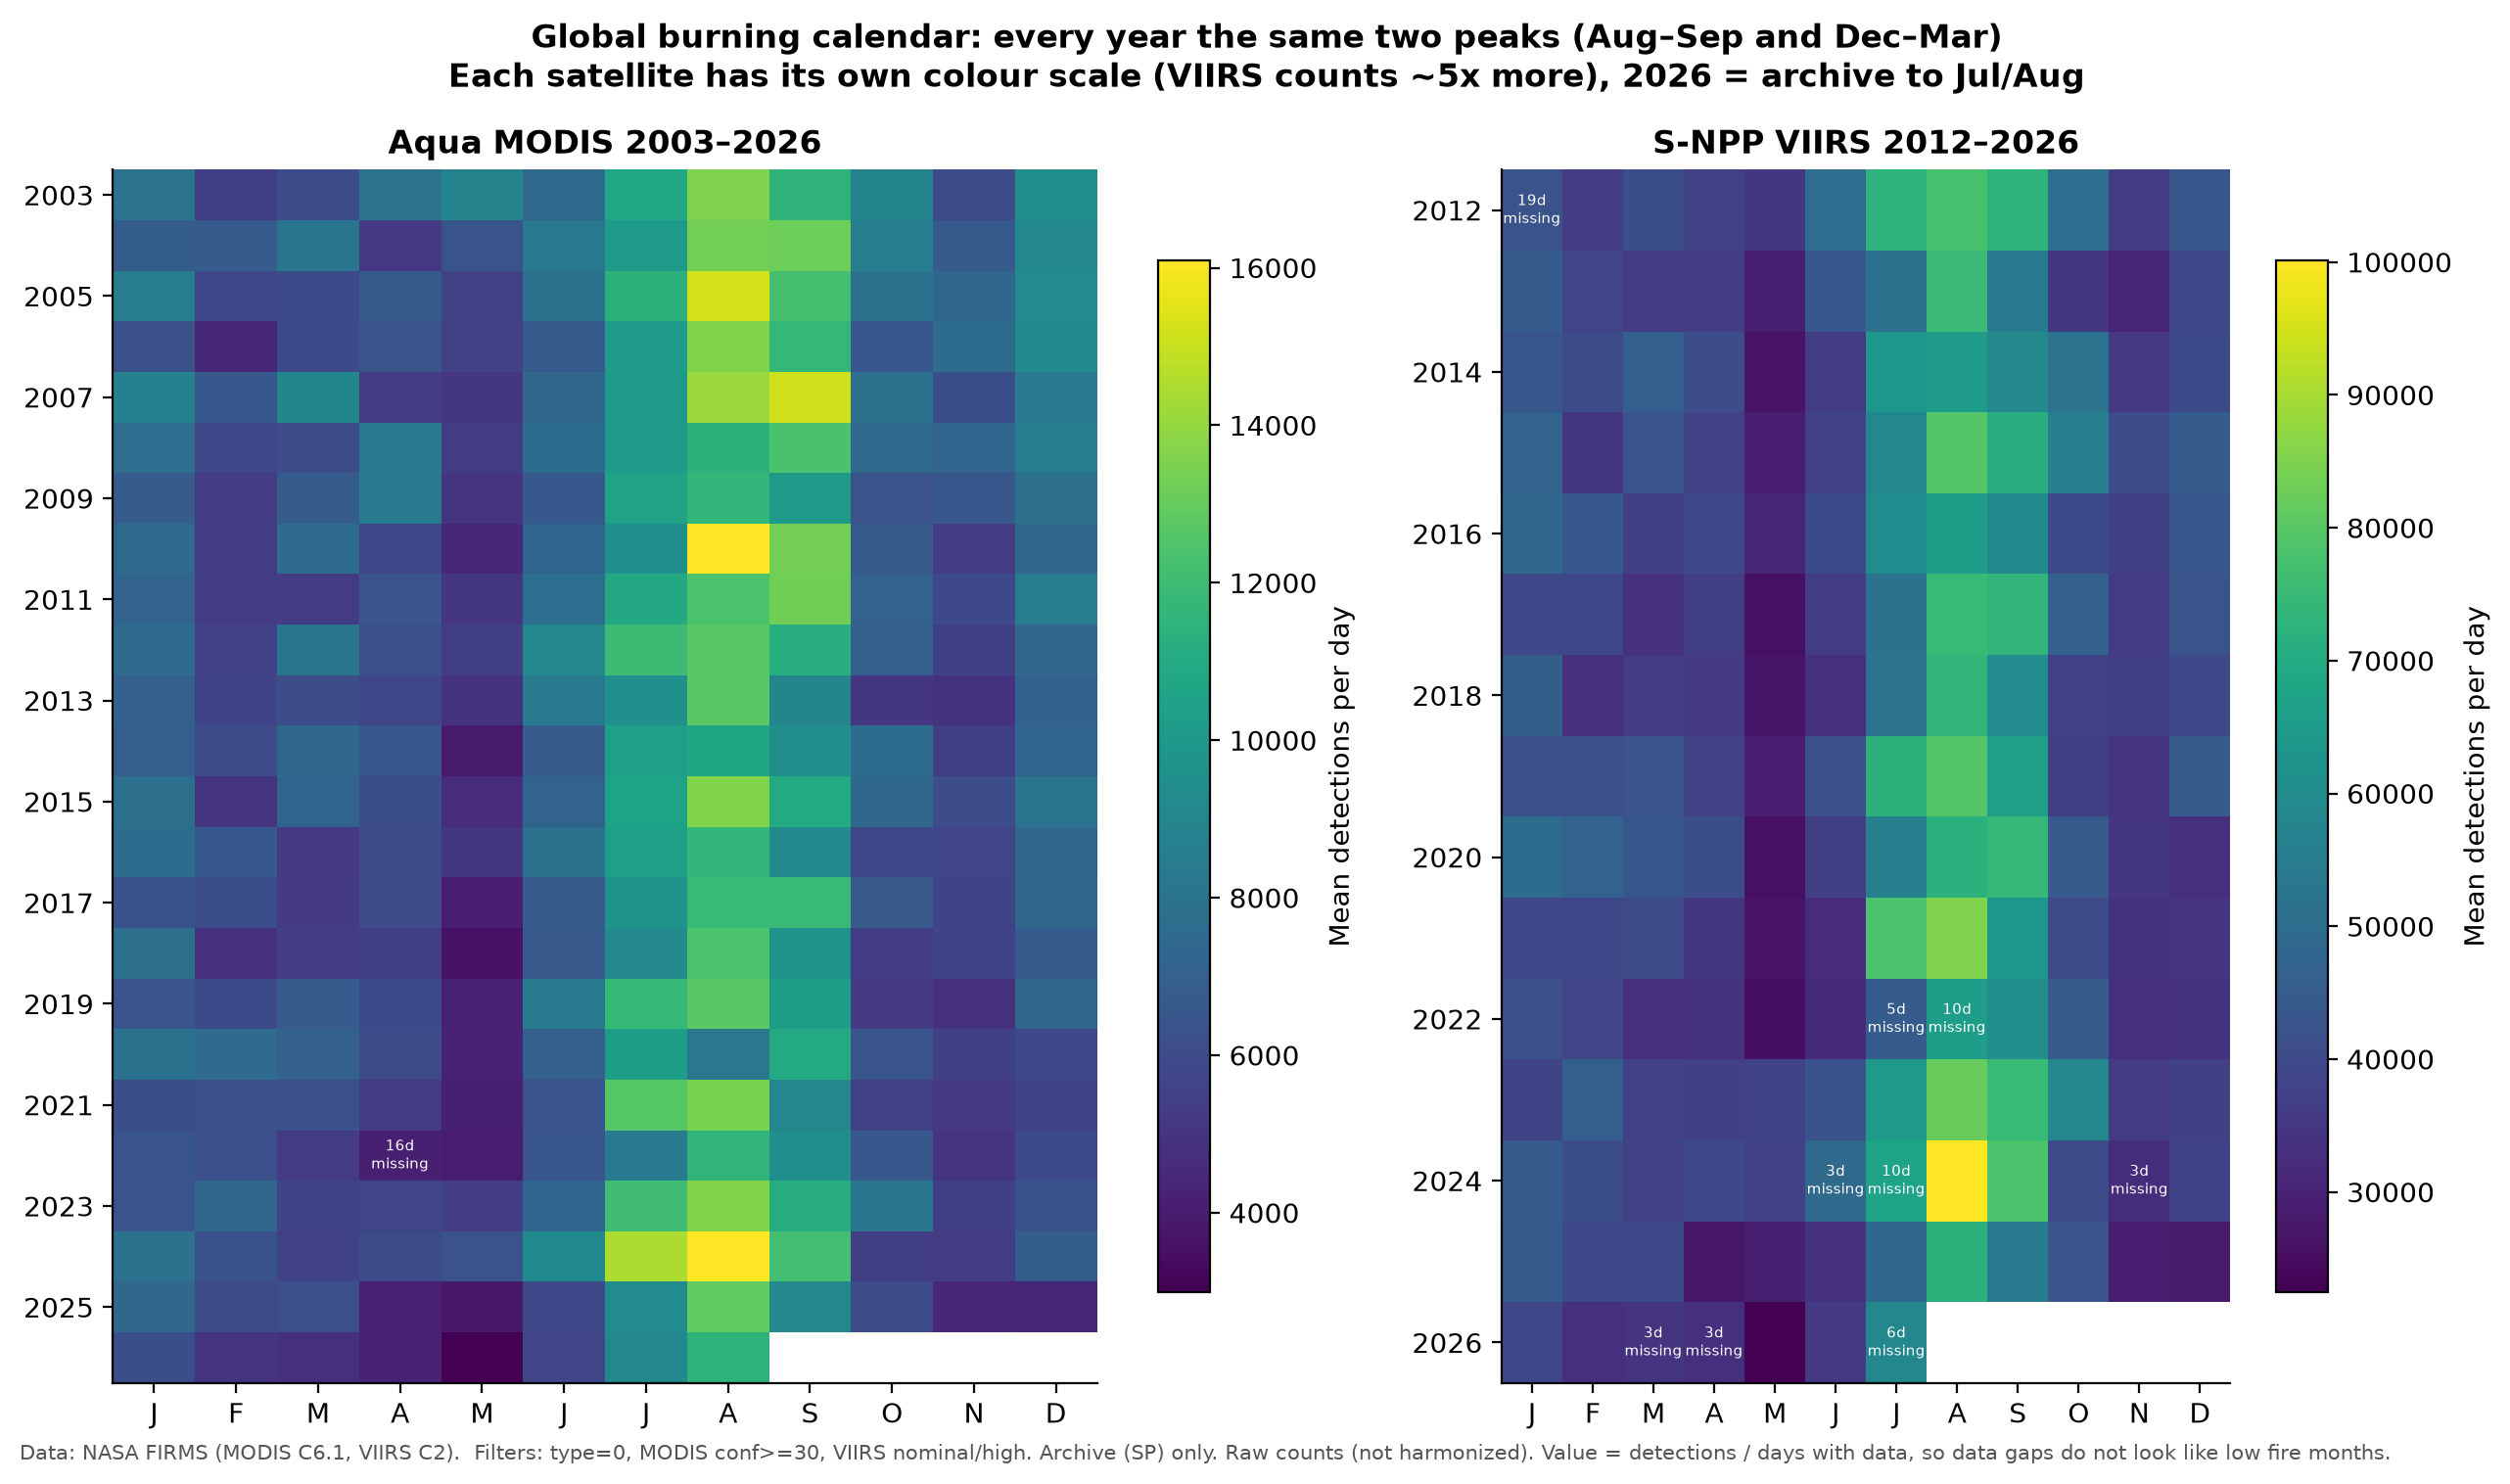 Global burning calendar: every year the same two peaks (Aug–Sep and Dec–Mar)
Each satellite has its own colour scale (VIIRS counts ~5x more), 2026 = archive to Jul/Aug
Aqua MODIS 2003–2026
2003
2005
2007
2009
2011
2013
2015
2017
2019
2021
2023
2025
16d
missing
J F M A M J J A S O N D
16000
14000
12000
10000
8000
6000
4000
Mean detections per day
S-NPP VIIRS 2012–2026
2012
2014
2016
2018
2020
2022
2024
2026
19d
missing
5d
missing
10d
missing
3d
missing
10d
missing
3d
missing
3d
missing
3d
missing
6d
missing
J F M A M J J A S O N D
100000
90000
80000
70000
60000
50000
40000
30000
Mean detections per day
Data: NASA FIRMS (MODIS C6.1, VIIRS C2).  Filters: type=0, MODIS conf>=30, VIIRS nominal/high. Archive (SP) only. Raw counts (not harmonized). Value = detections / days with data, so data gaps do not look like low fire months.